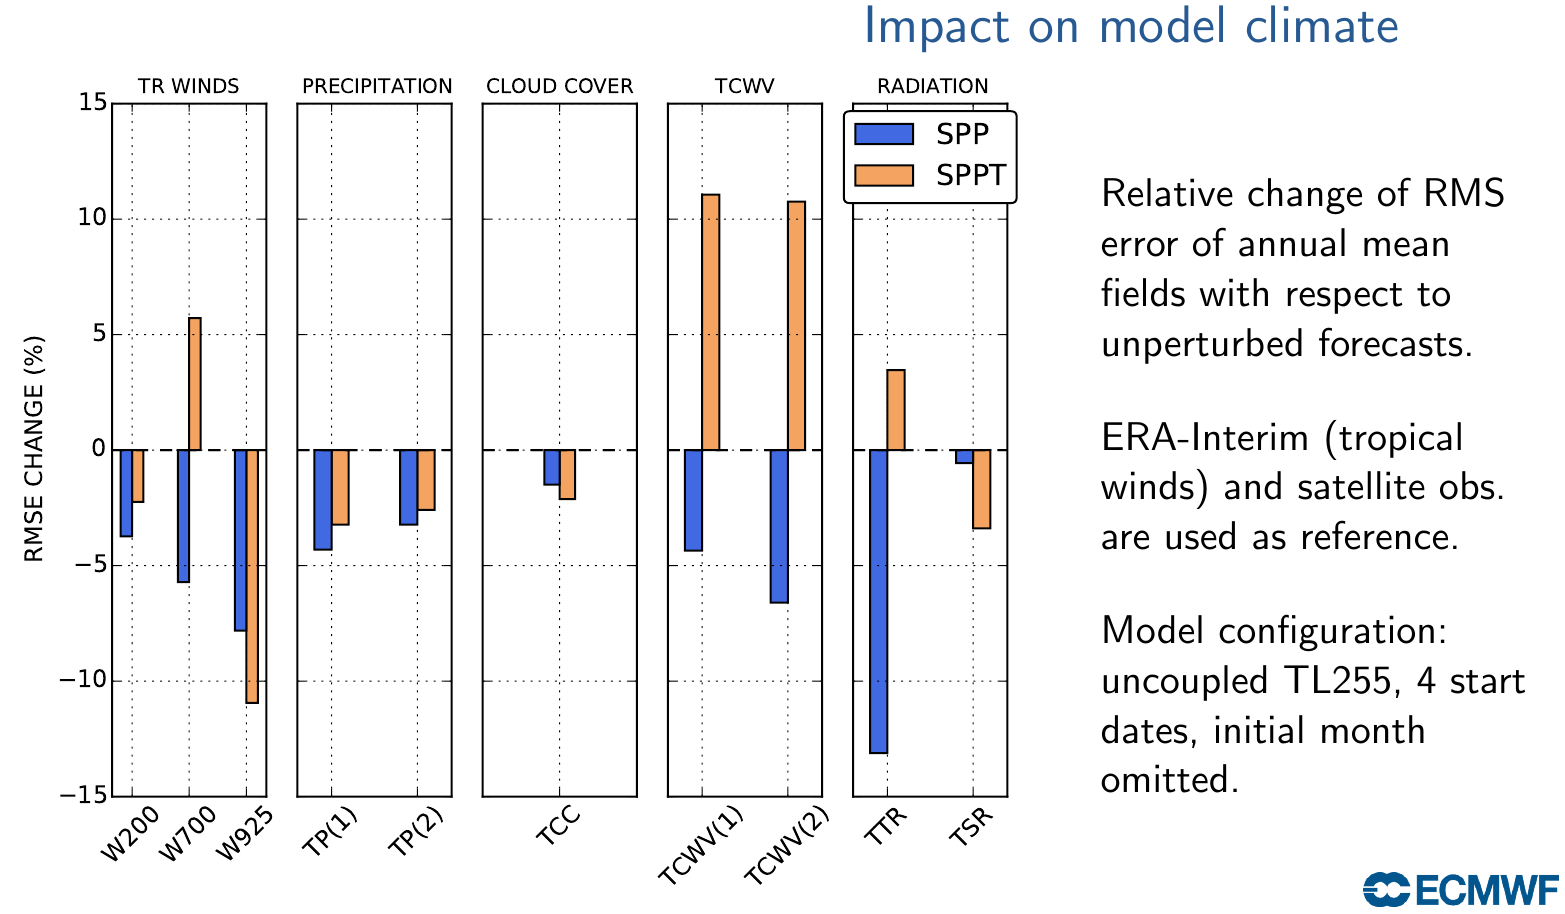 Impact on model climate
TR WINDS
PRECIPITATION
CLOUD COVER
TCWV
RADIATION
SPP
SPPT
RMSE CHANGE (%)
15
10
5
0
−5
−10
−15
W200
W700
W925
TP(1)
TP(2)
TCC
TCWV(1)
TCWV(2)
TTR
TSR
Relative change of RMS
error of annual mean
fields with respect to
unperturbed forecasts.
ERA-Interim (tropical
winds) and satellite obs.
are used as reference.
Model configuration:
uncoupled TL255, 4 start
dates, initial month
omitted.
ECMWF